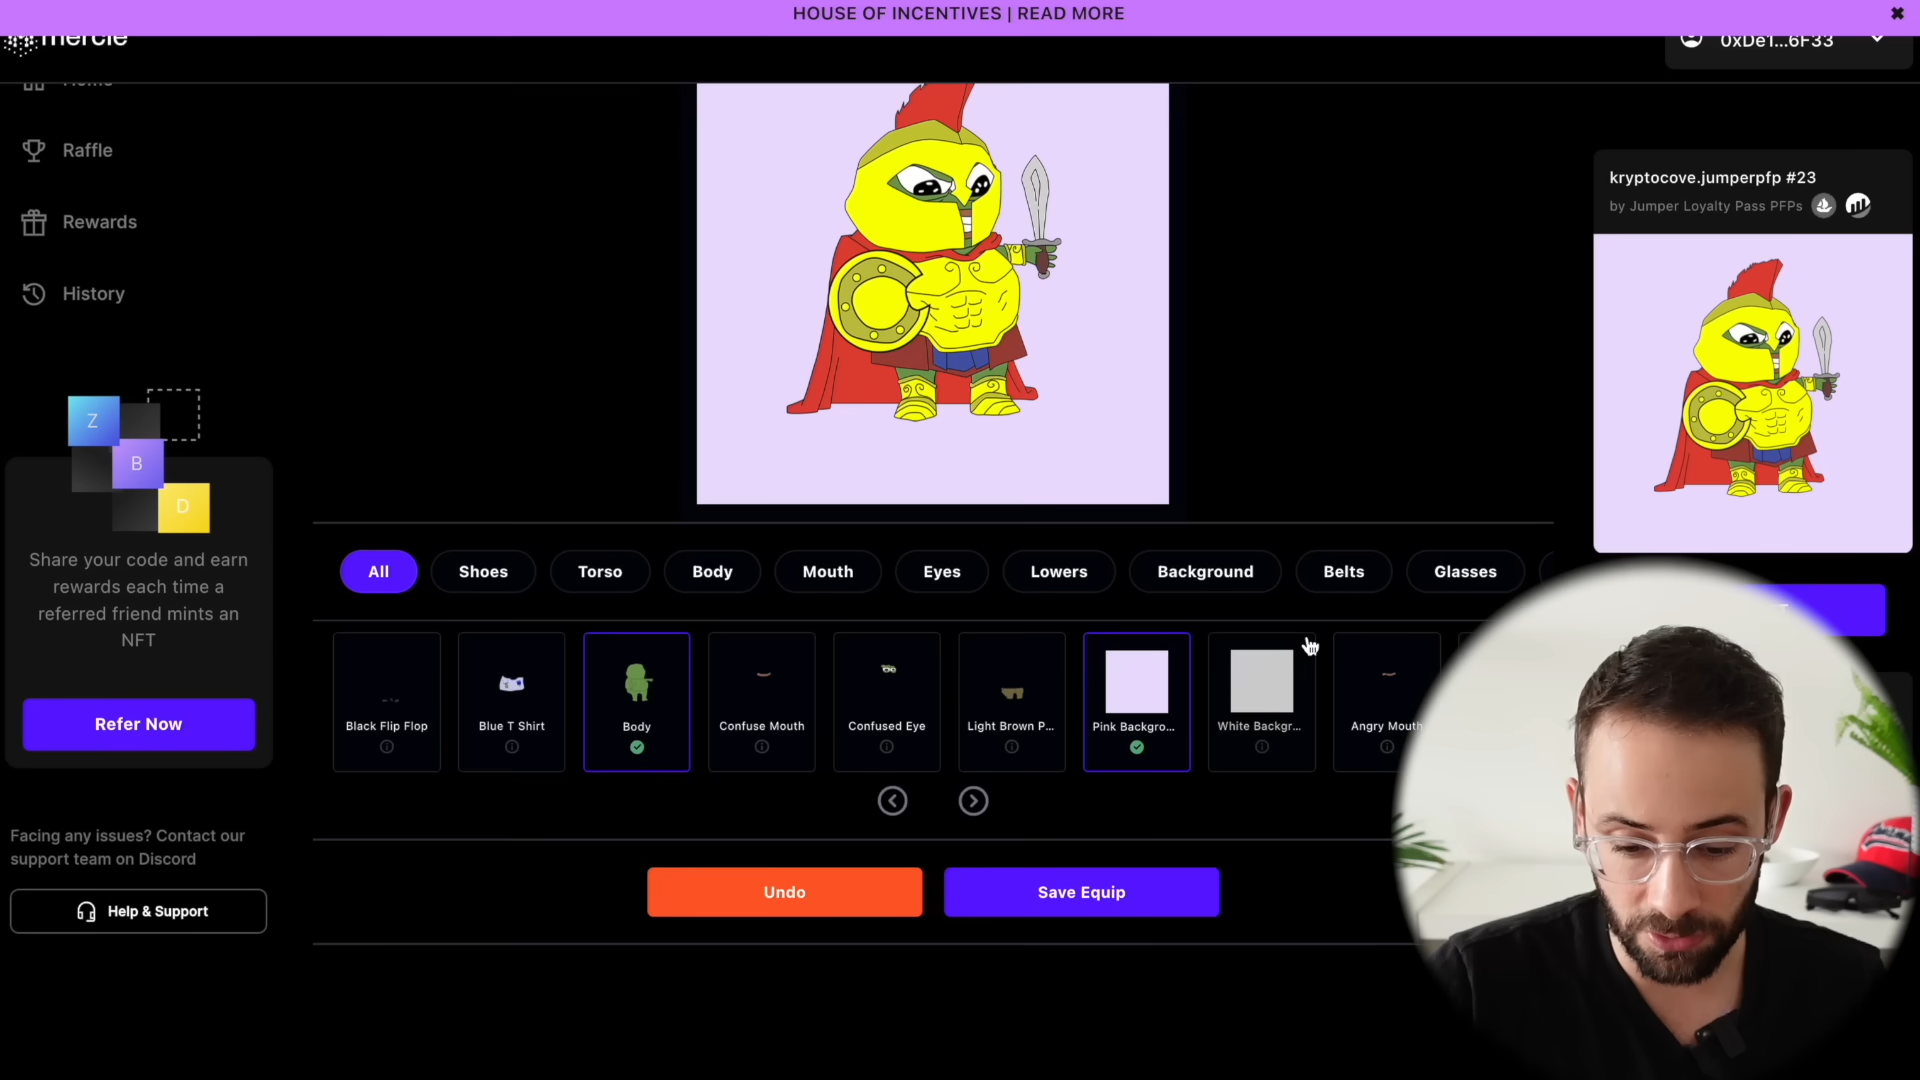 HOUSE OF INCENTIVES | READ MORE
mercle
0xDe1...6F33
Home
Raffle
Rewards
History
Z
B
D
Share your code and earn
rewards each time a
referred friend mints an
NFT
Refer Now
Facing any issues? Contact our
support team on Discord
Help & Support
All
Shoes
Torso
Body
Mouth
Eyes
Lowers
Background
Belts
Glasses
Black Flip Flop
Blue T Shirt
Body
Confuse Mouth
Confused Eye
Light Brown P...
Pink Backgro...
White Backgr...
Angry Mouth
Undo
Save Equip
kryptocove.jumperpfp #23
by Jumper Loyalty Pass PFPs